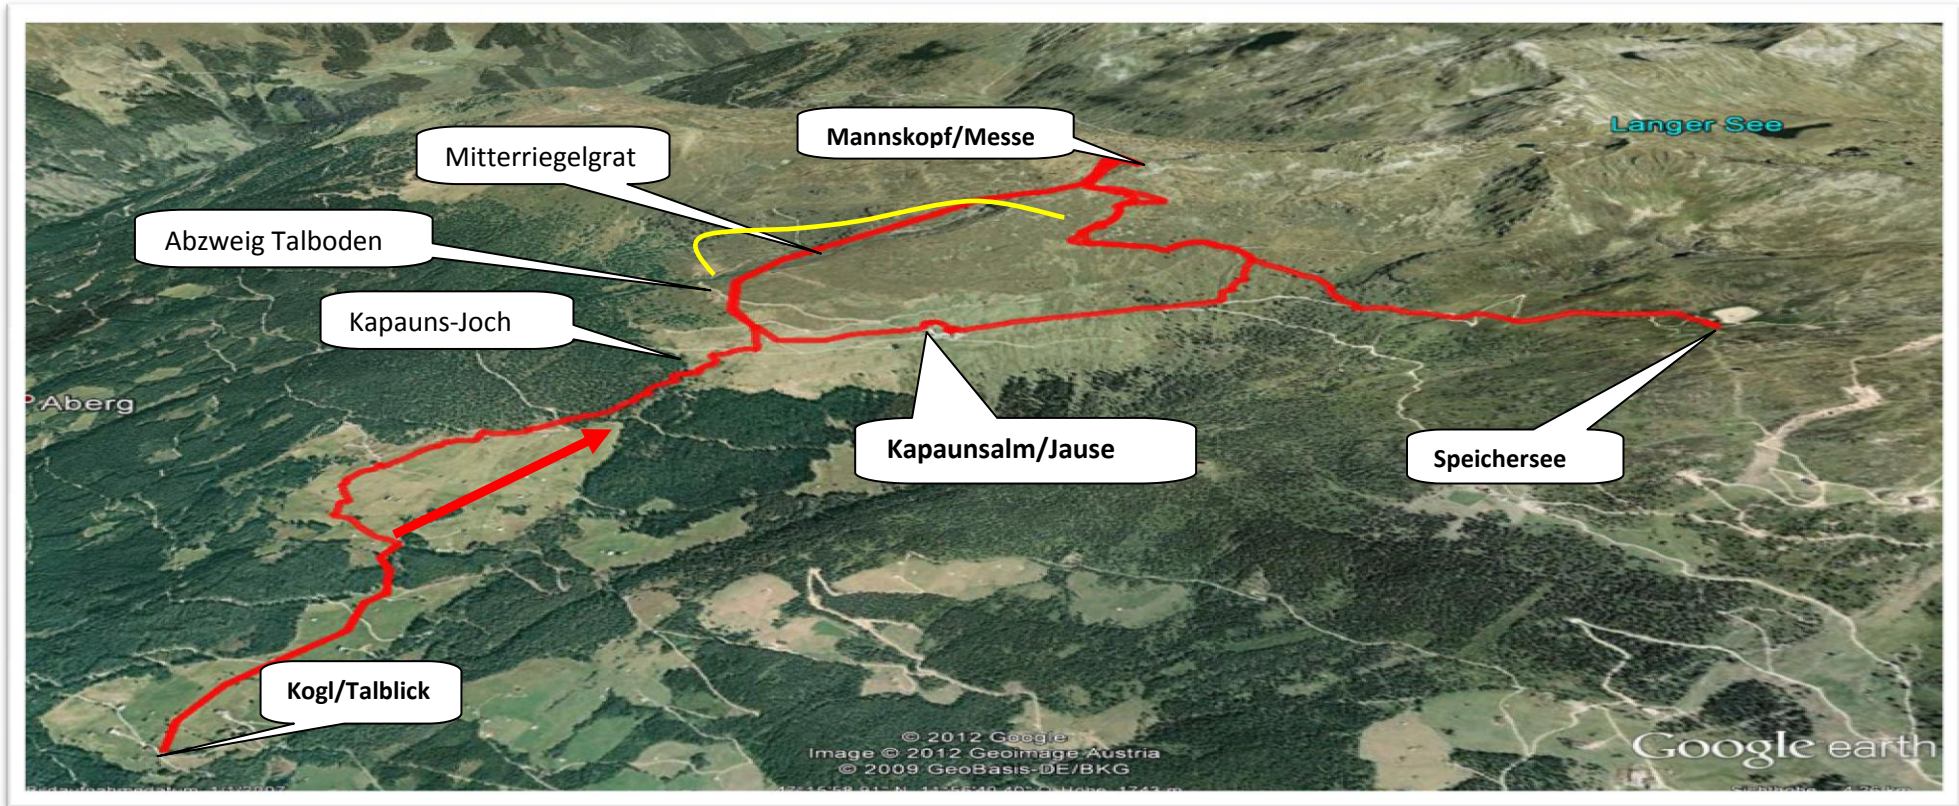 Langer See
Mannskopf/Messe
Mitterriegelgrat
Abzweig Talboden
Kapauns-Joch
Aberg
Kapaunsalm/Jause
Speichersee
Kogl/Talblick
© 2012 Google
Image © 2012 Geoimage Austria
© 2009 GeoBasis-DE/BKG
Google earth